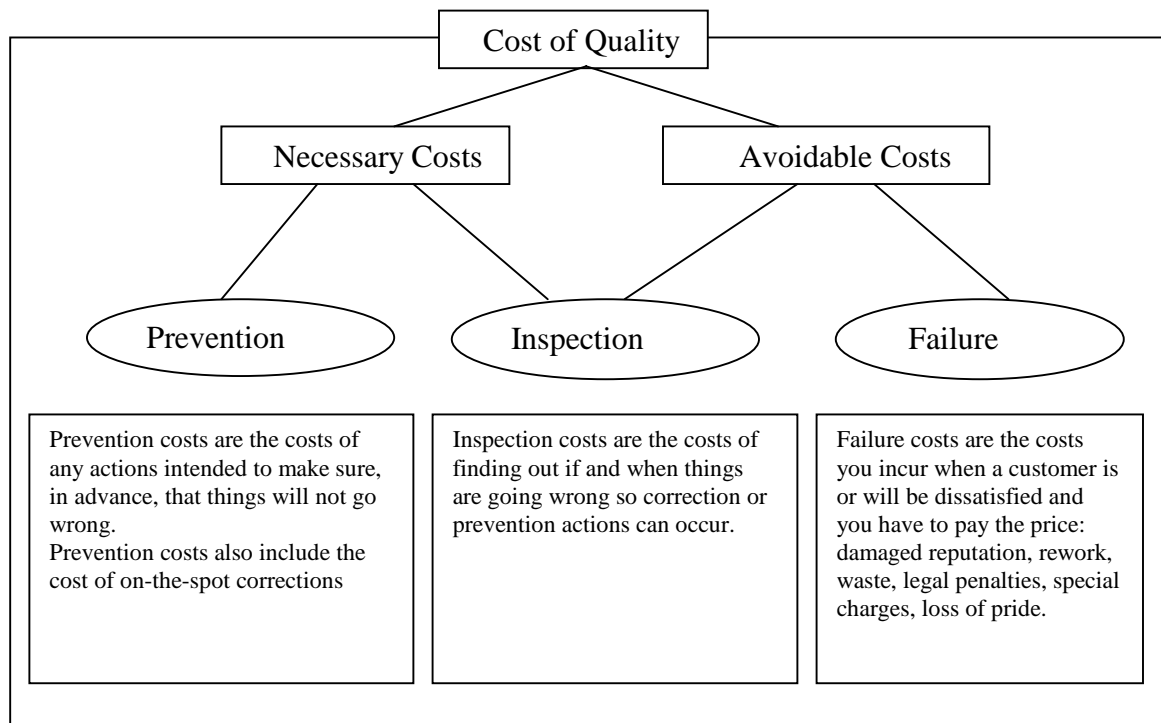 Cost of Quality
Necessary Costs
Avoidable Costs
Prevention
Inspection
Failure
Prevention costs are the costs of
any actions intended to make sure,
in advance, that things will not go
wrong.
Prevention costs also include the
cost of on-the-spot corrections
Inspection costs are the costs of
finding out if and when things
are going wrong so correction or
prevention actions can occur.
Failure costs are the costs
you incur when a customer is
or will be dissatisfied and
you have to pay the price:
damaged reputation, rework,
waste, legal penalties, special
charges, loss of pride.